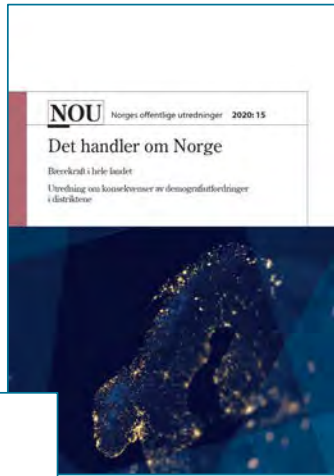 NOU Norges offentlige utredninger 2020: 15
Det handler om Norge
Bærekraft i hele landet
Utredning om konsekvenser av demografiutfordringer
i distriktene